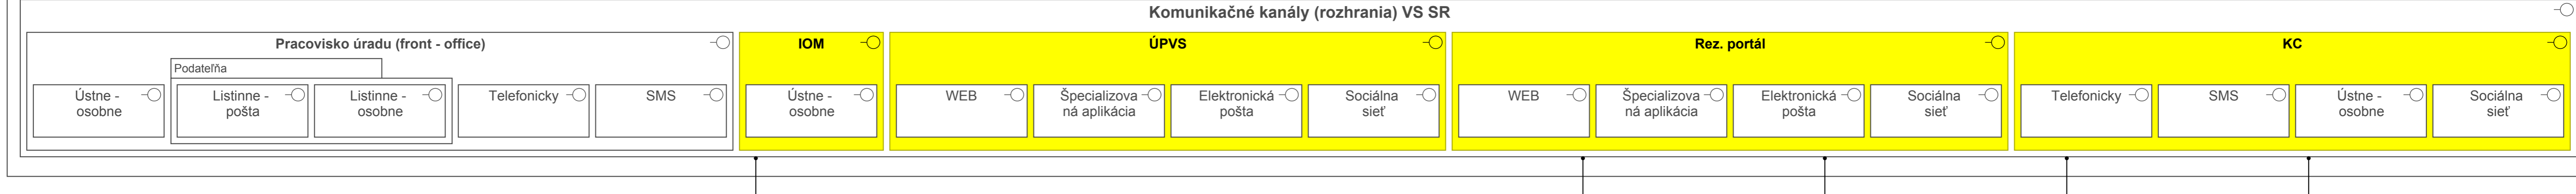 Komunikačné kanály (rozhrania) VS SR
Pracovisko úradu (front - office)
Podateľňa
Ústne -
osobne
Listinne -
pošta
Listinne -
osobne
Telefonicky
SMS
IOM
Ústne -
osobne
ÚPVS
WEB
Špecializova
ná aplikácia
Elektronická
pošta
Sociálna
sieť
Rez. portál
WEB
Špecializova
ná aplikácia
Elektronická
pošta
Sociálna
sieť
KC
Telefonicky
SMS
Ústne -
osobne
Sociálna
sieť